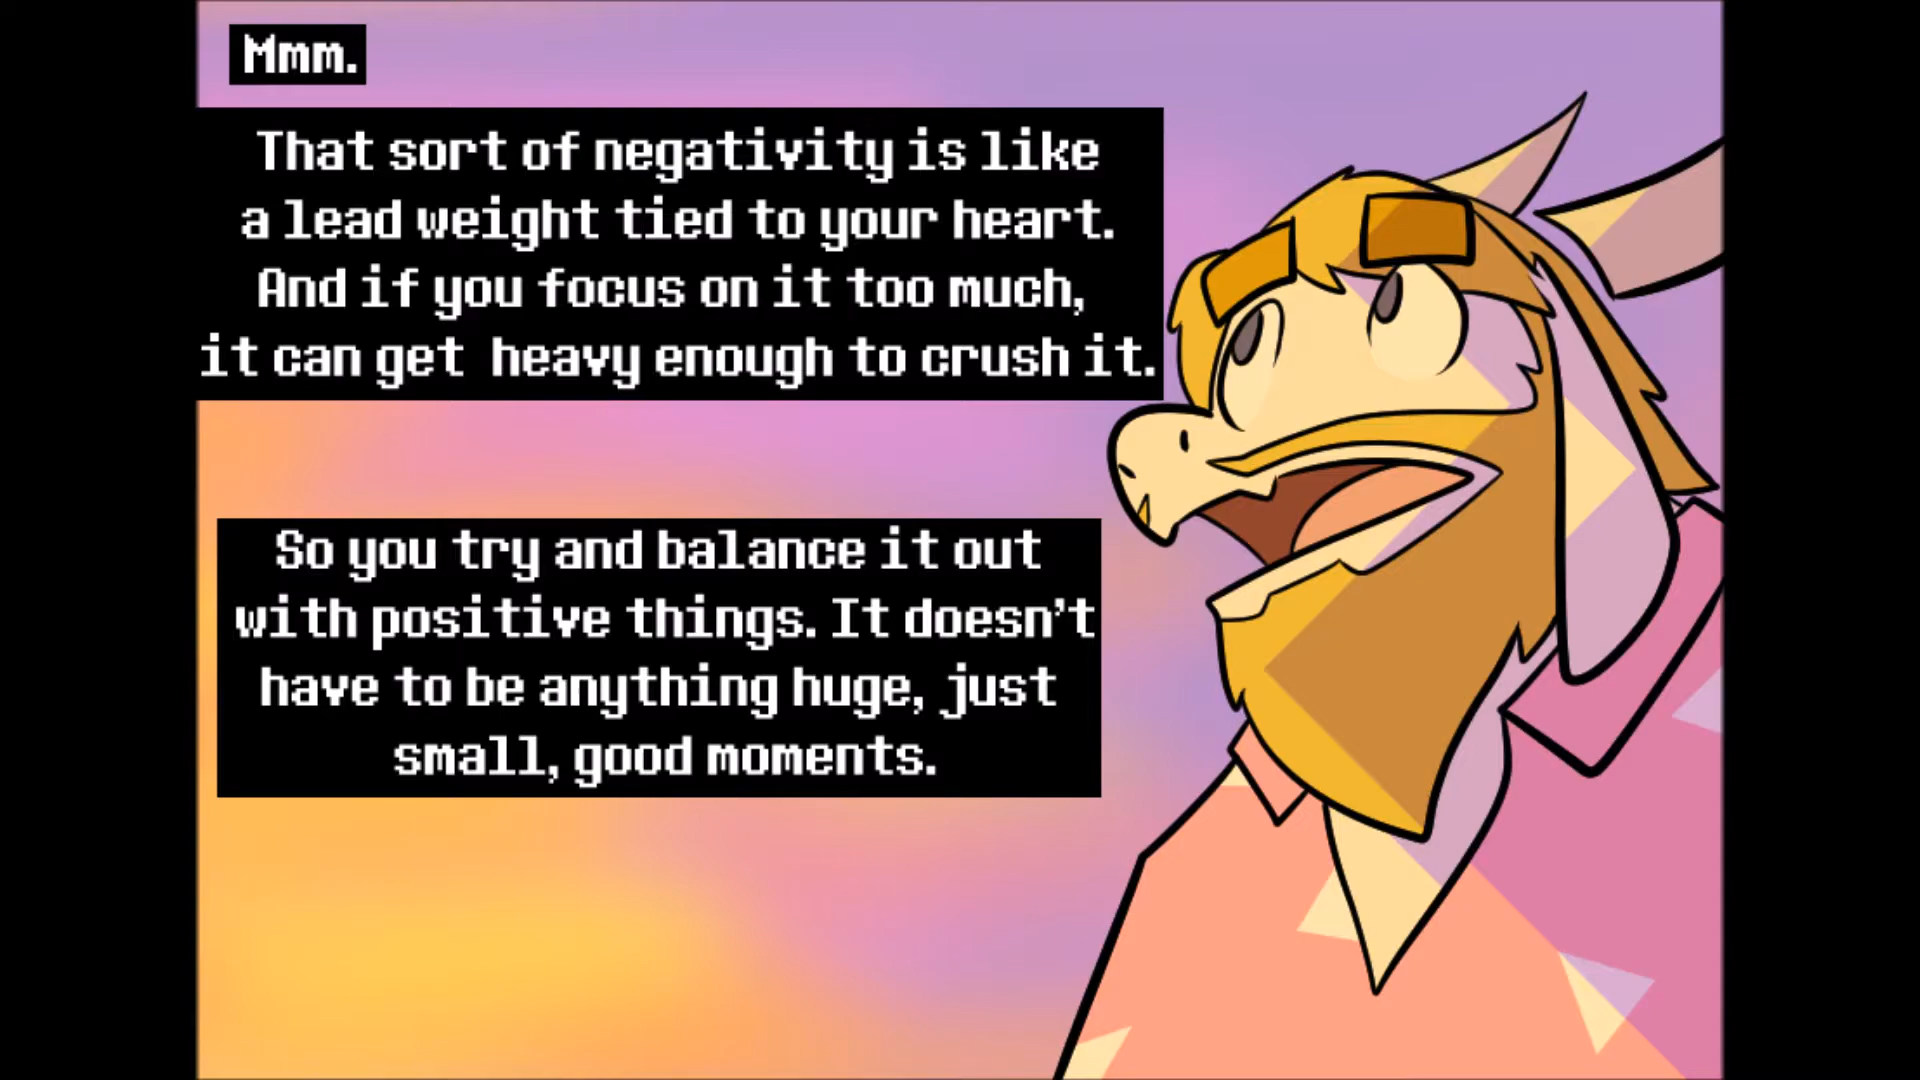 Mmm.
That sort of negativity is like
a lead weight tied to your heart.
And if you focus on it too much,
it can get heavy enough to crush it.
So you try and balance it out
with positive things. It doesn't
have to be anything huge, just
small, good moments.